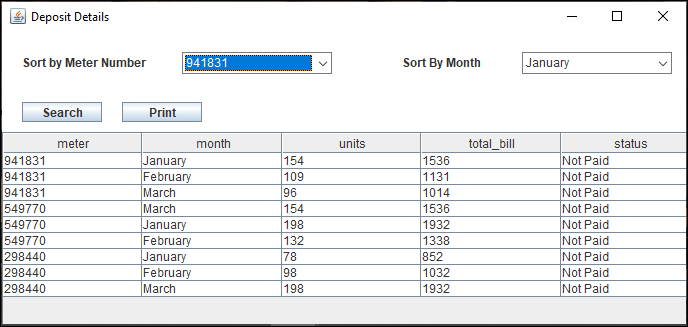 Deposit Details
Sort by Meter Number 941831 Sort By Month January
Search Print
meter month units total_bill status
941831 January 154 1536 Not Paid
941831 February 109 1131 Not Paid
941831 March 96 1014 Not Paid
549770 March 154 1536 Not Paid
549770 January 198 1932 Not Paid
549770 February 132 1338 Not Paid
298440 January 78 852 Not Paid
298440 February 98 1032 Not Paid
298440 March 198 1932 Not Paid